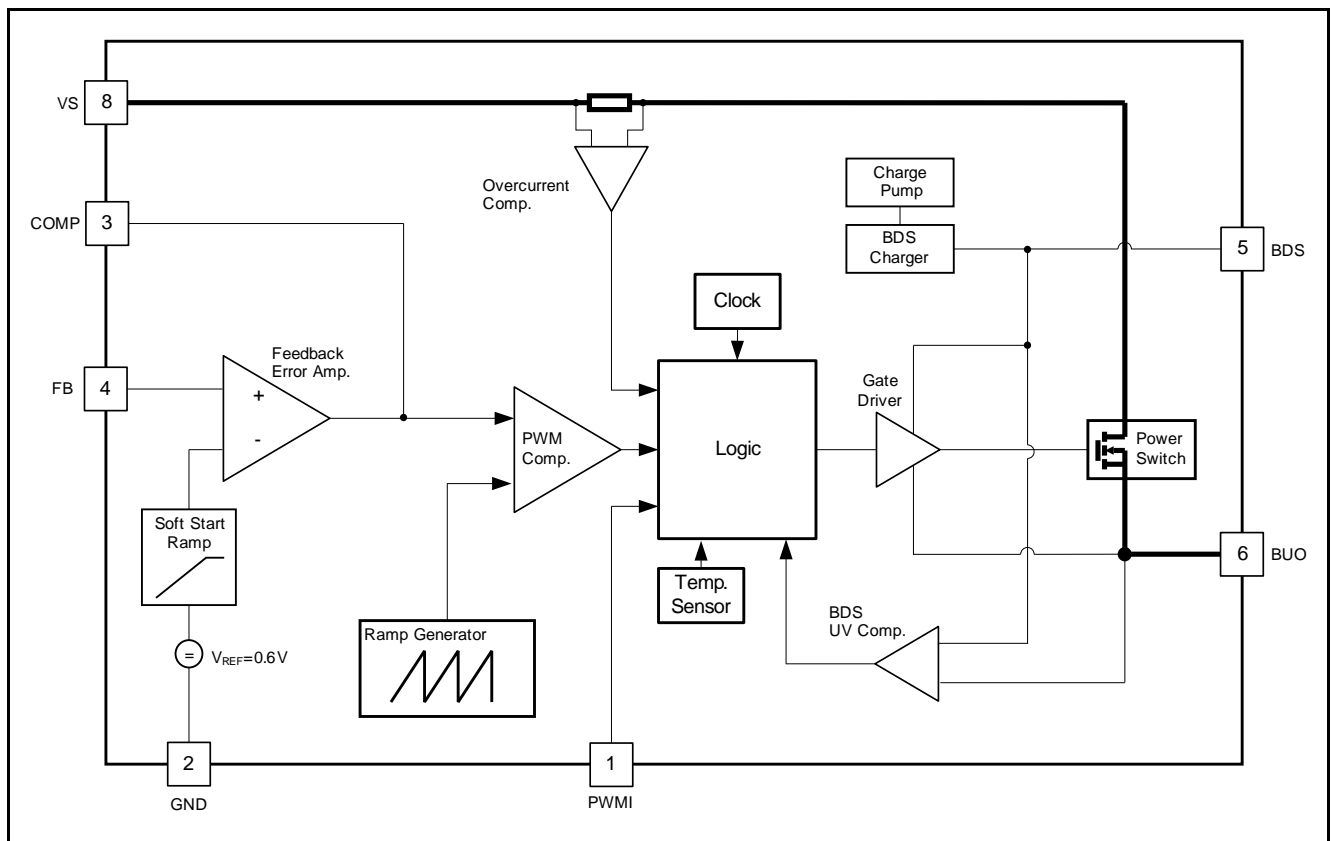 VS
8
Overcurrent
Comp.
Charge
Pump
COMP
3
BDS
Charger
5
BDS
Clock
Feedback
Error Amp.
FB
4
+
-
PWM
Comp.
Logic
Gate
Driver
Power
Switch
Soft Start
Ramp
6
BUO
Temp.
Sensor
BDS
UV Comp.
Ramp Generator
=
VREF=0.6V
2
GND
1
PWMI